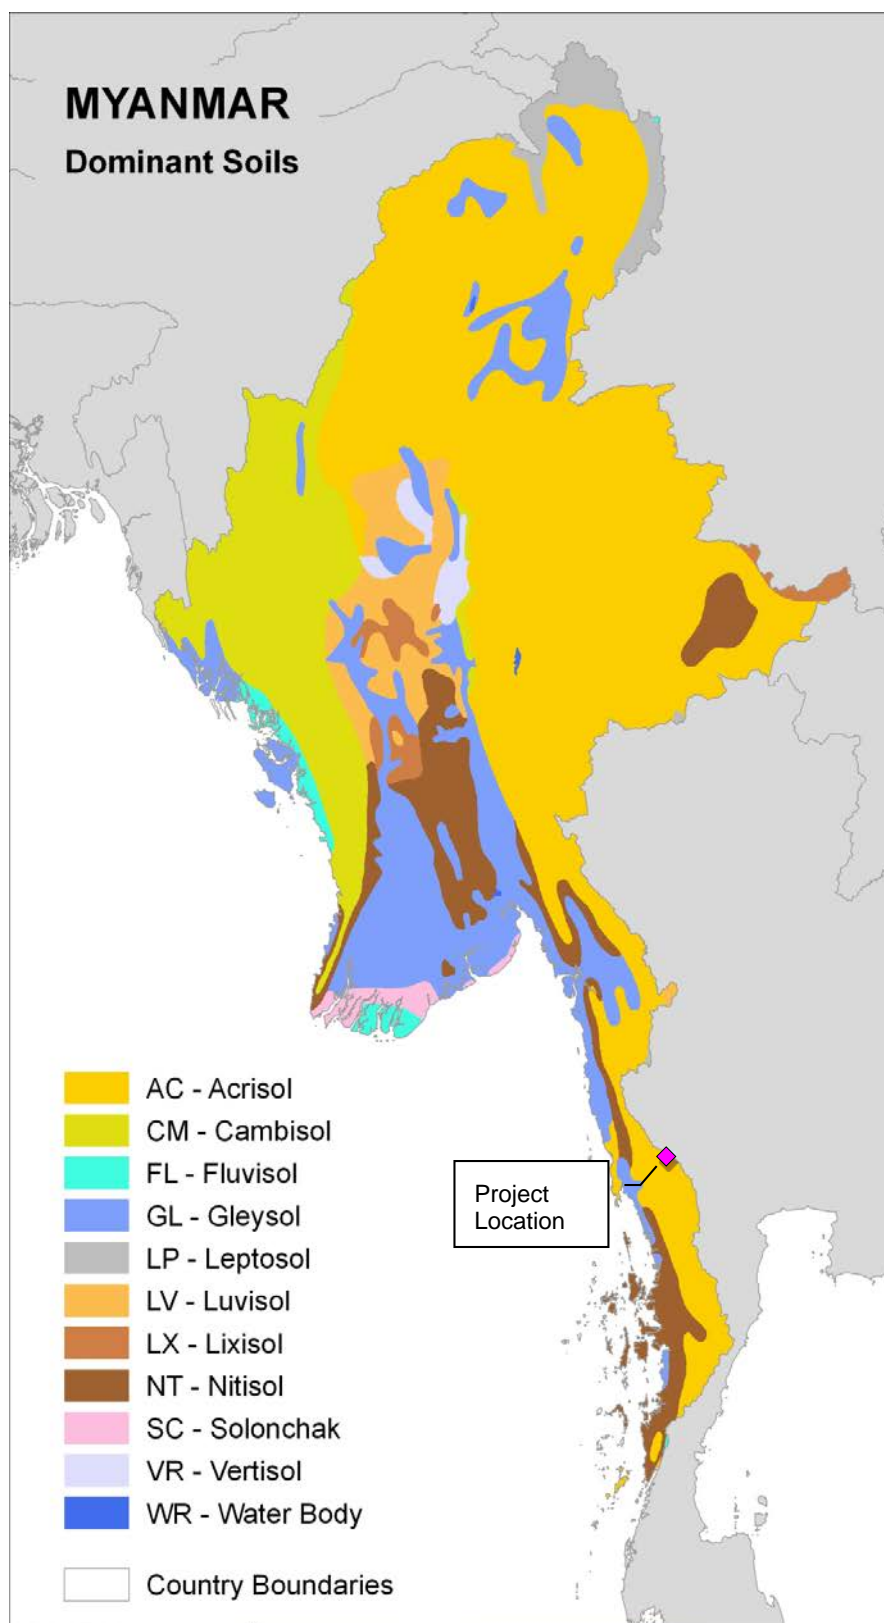 MYANMAR
Dominant Soils
AC - Acrisol
CM - Cambisol
FL - Fluvisol
GL - Gleysol
LP - Leptosol
LV - Luvisol
LX - Lixisol
NT - Nitisol
SC - Solonchak
VR - Vertisol
WR - Water Body
Country Boundaries
Project
Location